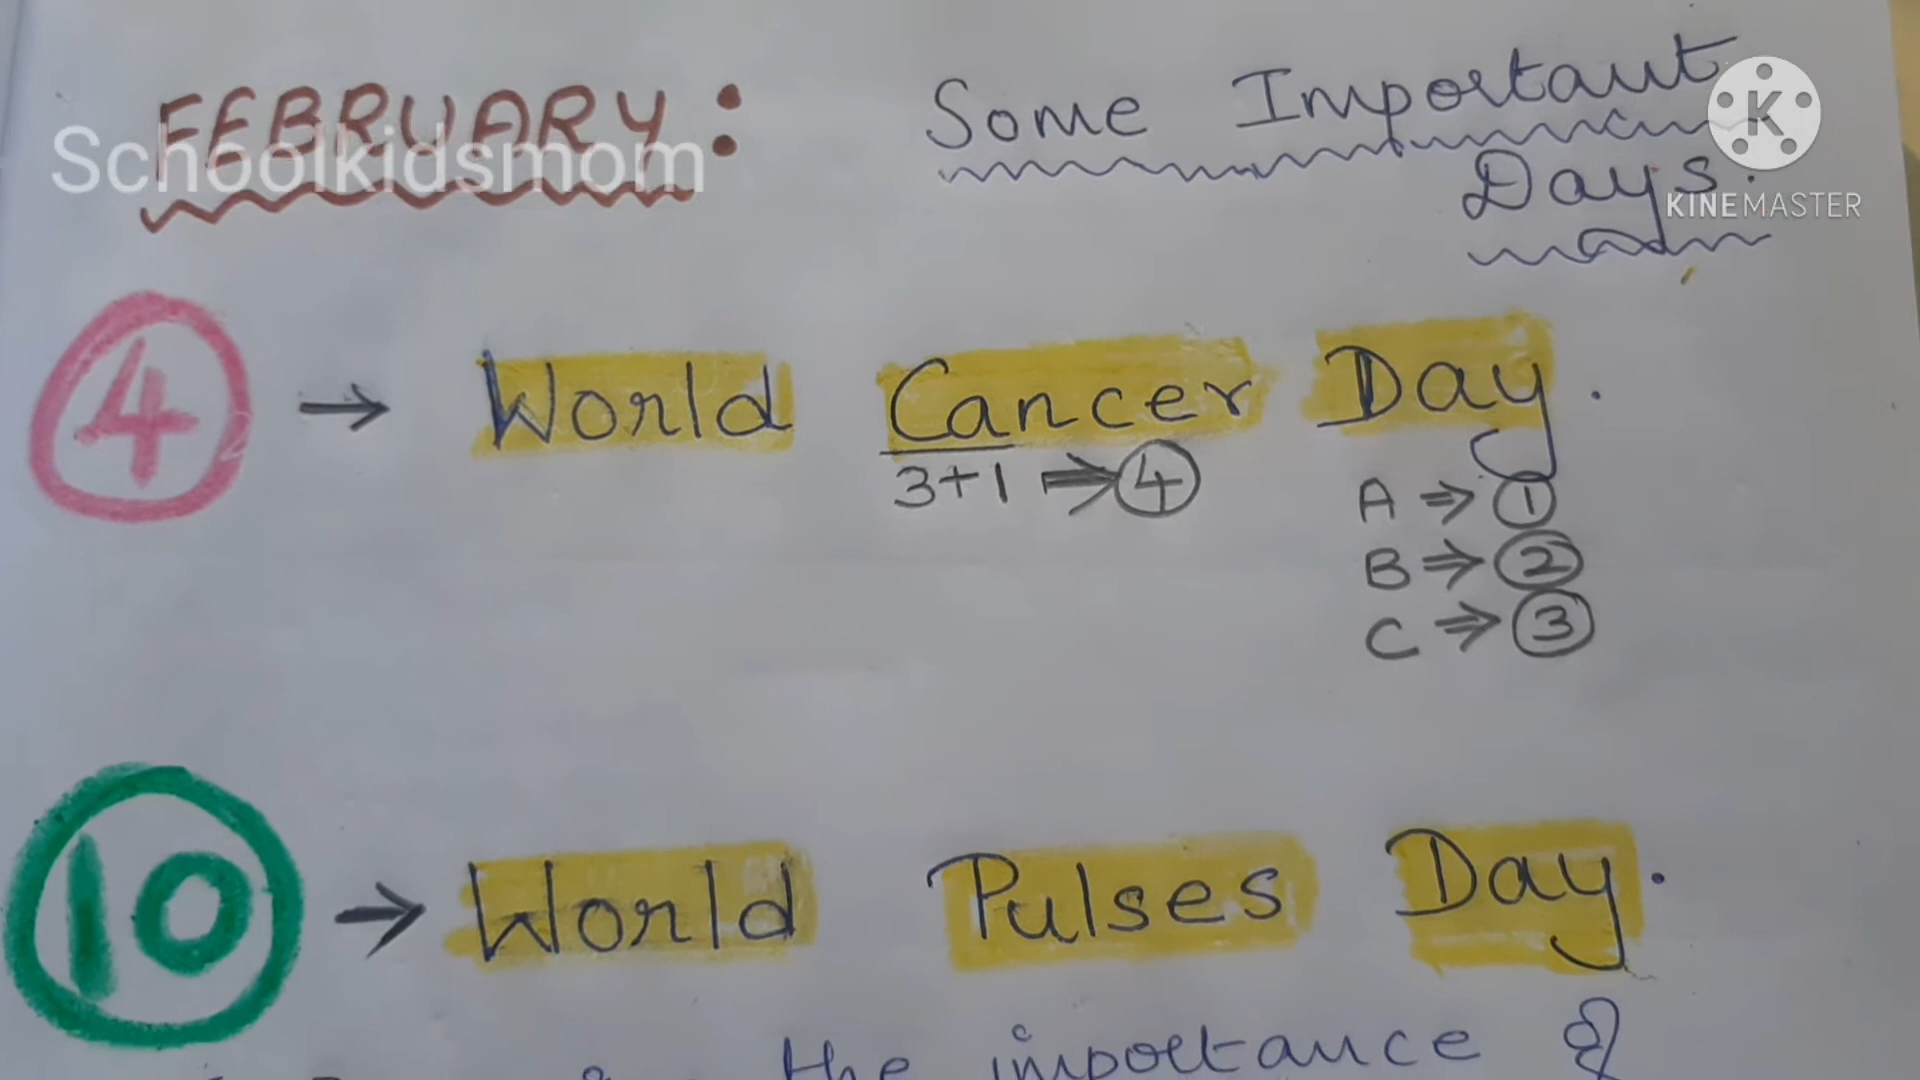 FEBRUARY: Some Important
Schoolkidsmom
K
Days.
KINEMASTER
4 → World Cancer Day.
3+1 ⇒ 4
A ⇒ 1
B ⇒ 2
C ⇒ 3
10 → World Pulses Day.
the importance of